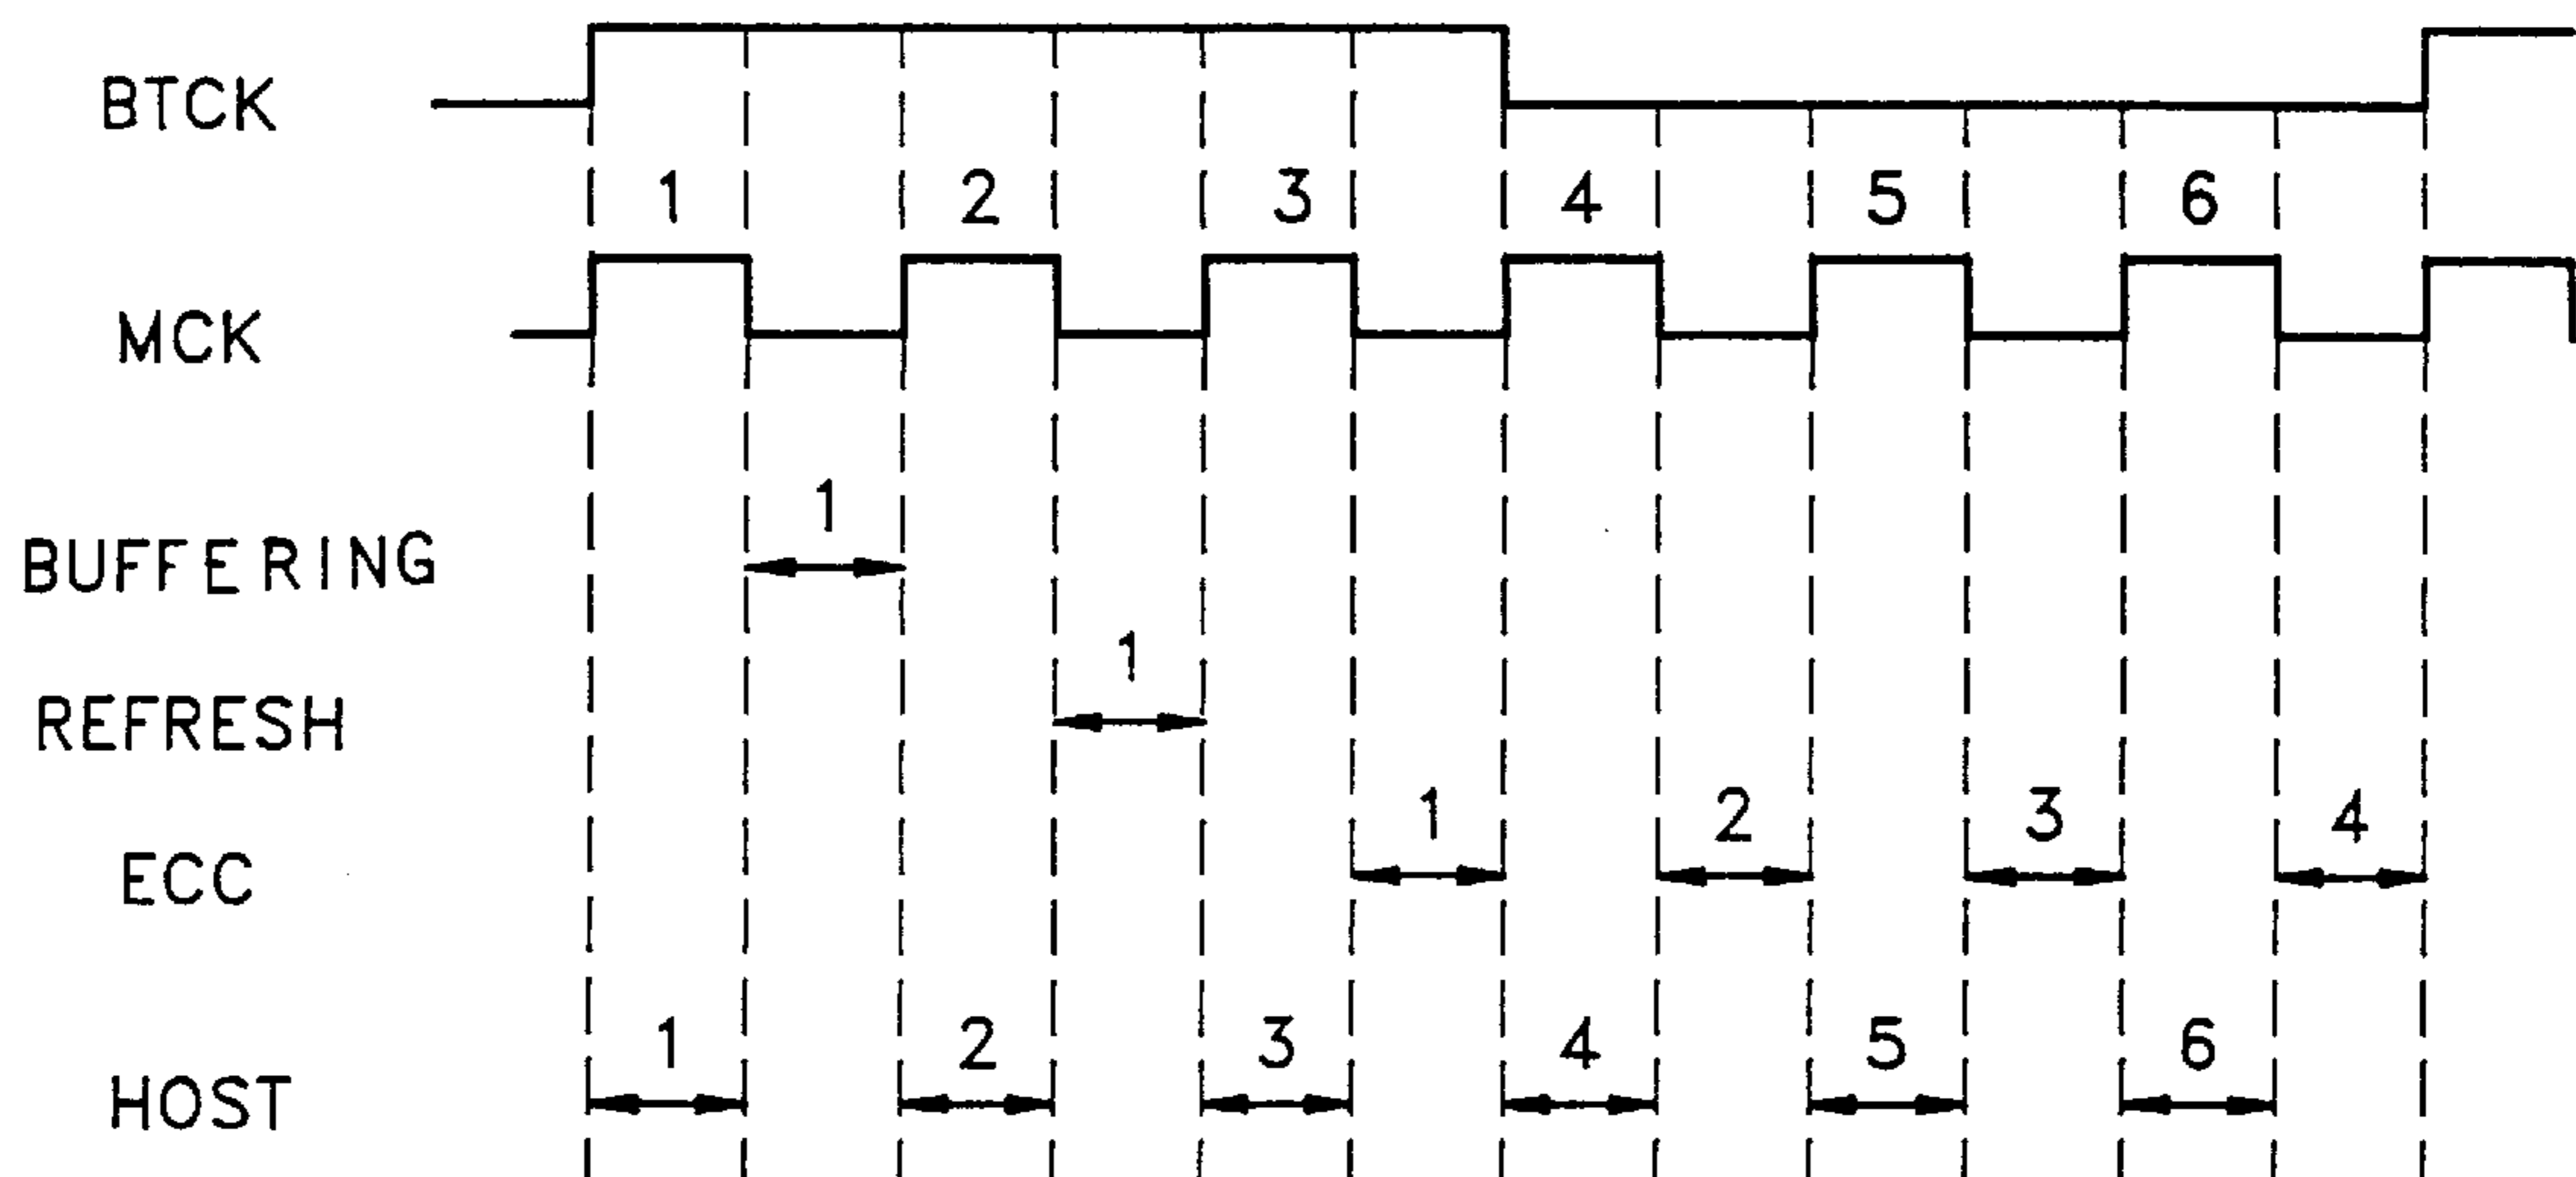 BTCK
1 2 3 4 5 6
MCK
1
BUFFERING
1
REFRESH
1 2 3 4
ECC
1 2 3 4 5 6
HOST